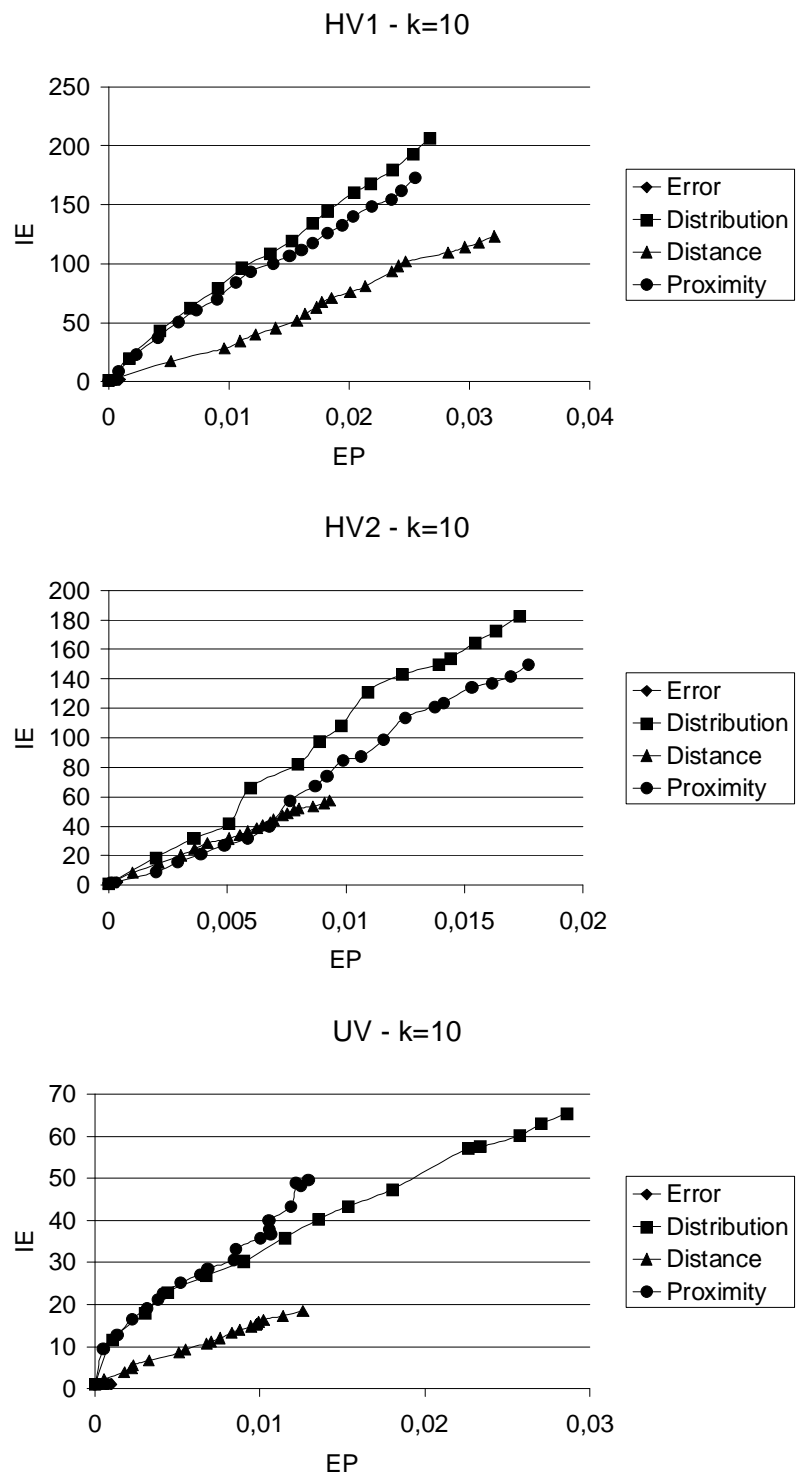 HV1 - k=10
250
200
150
100
50
0
IE
0 0,01 0,02 0,03 0,04
EP
Error
Distribution
Distance
Proximity
HV2 - k=10
200
180
160
140
120
100
80
60
40
20
0
IE
0 0,005 0,01 0,015 0,02
EP
Error
Distribution
Distance
Proximity
UV - k=10
70
60
50
40
30
20
10
0
IE
0 0,01 0,02 0,03
EP
Error
Distribution
Distance
Proximity